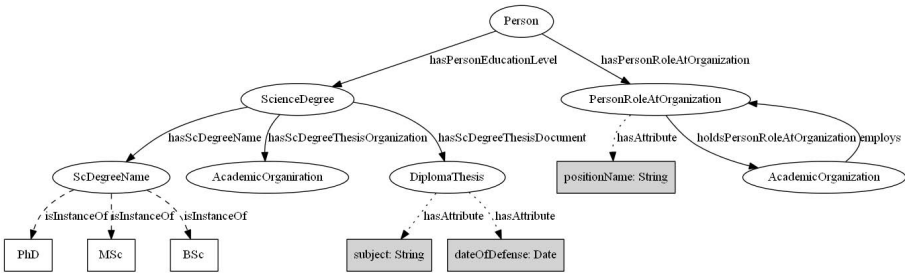 Person
hasPersonEducationLevel
hasPersonRoleAtOrganization
ScienceDegree
PersonRoleAtOrganization
hasScDegreeName
hasScDegreeThesisOrganization
hasScDegreeThesisDocument
hasAttribute
holdsPersonRoleAtOrganization
employs
ScDegreeName
AcademicOrganiration
DiplomaThesis
positionName: String
AcademicOrganization
isInstanceOf
isInstanceOf
isInstanceOf
hasAttribute
hasAttribute
PhD
MSc
BSc
subject: String
dateOfDefense: Date